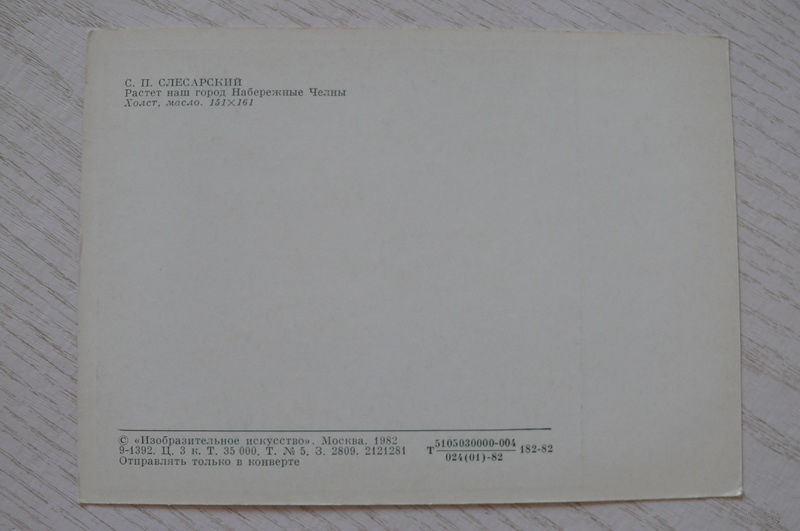 С. П. СЛЕСАРСКИЙ
Растет наш город Набережные Челны
Холст, масло. 151×161
© «Изобразительное искусство». Москва. 1982
9-1392. Ц. 3 к. Т. 35 000. Т. № 5. З. 2809. 2121281
Отправлять только в конверте
Т 5105030000-004 182-82
024(01)-82